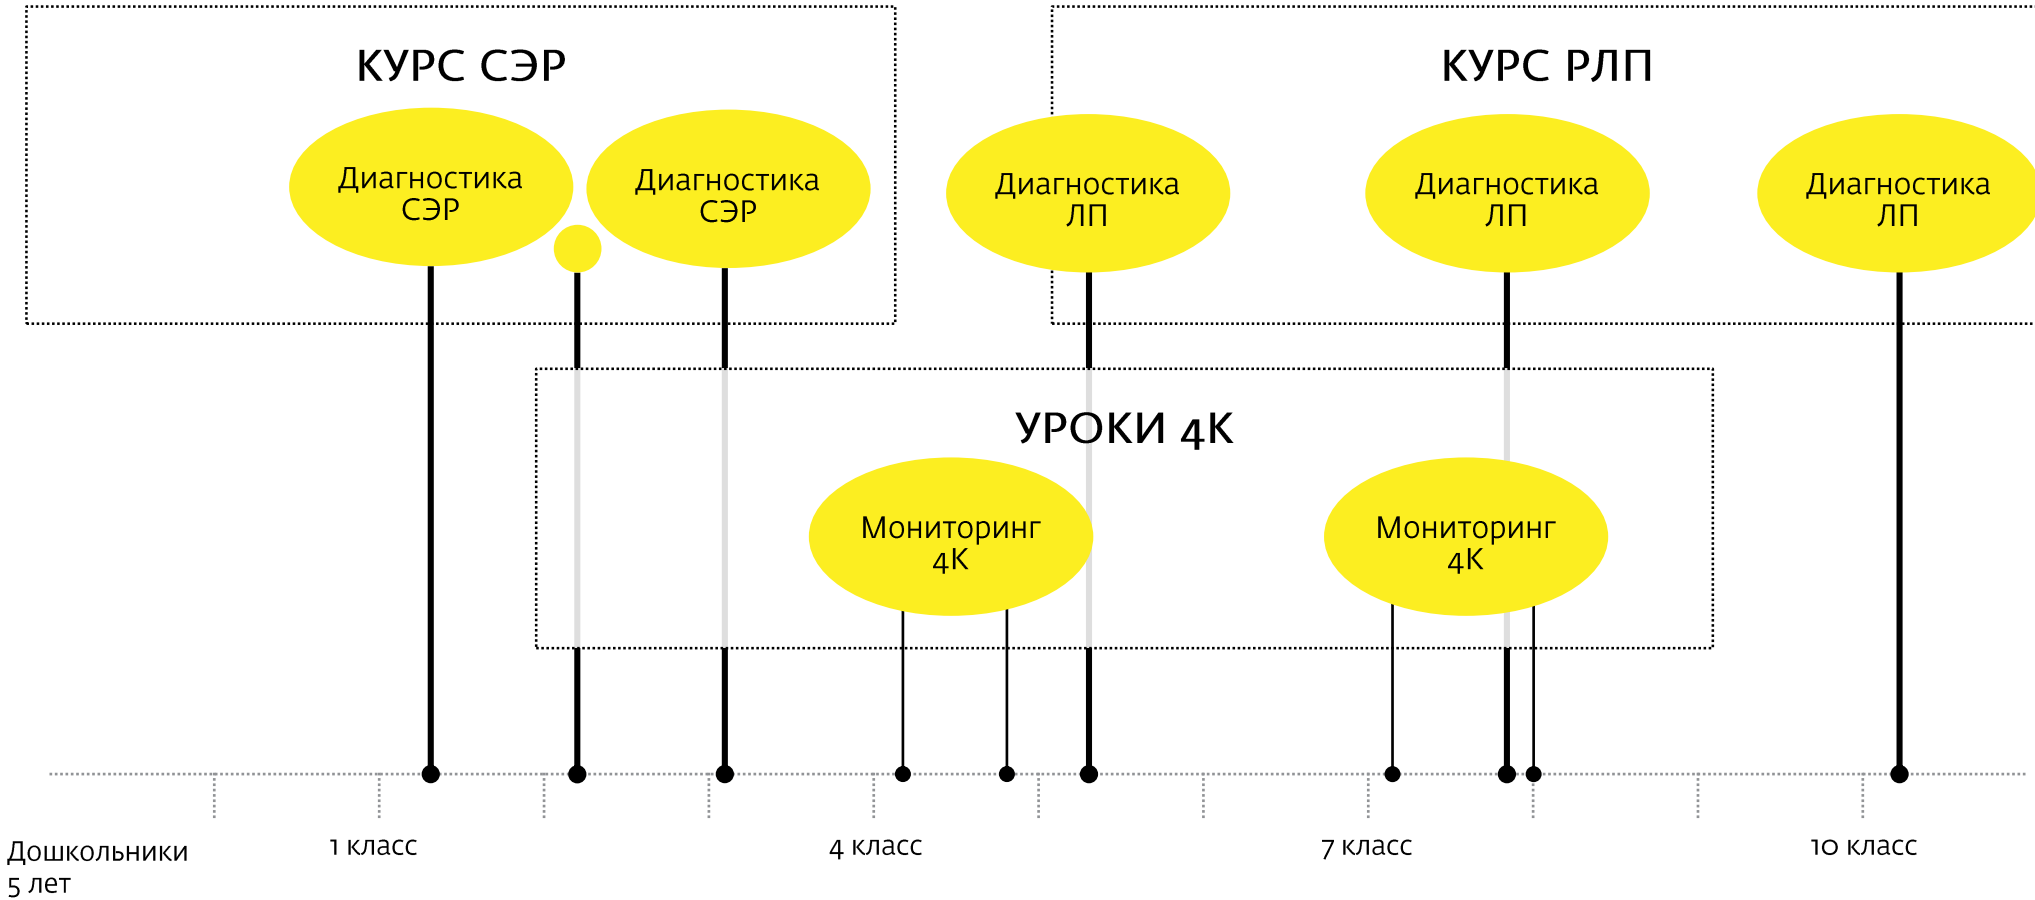 КУРС СЭР
КУРС РЛП
Диагностика
СЭР
Диагностика
СЭР
Диагностика
ЛП
Диагностика
ЛП
Диагностика
ЛП
УРОКИ 4К
Мониторинг
4К
Мониторинг
4К
Дошкольники
5 лет
1 класс
4 класс
7 класс
10 класс